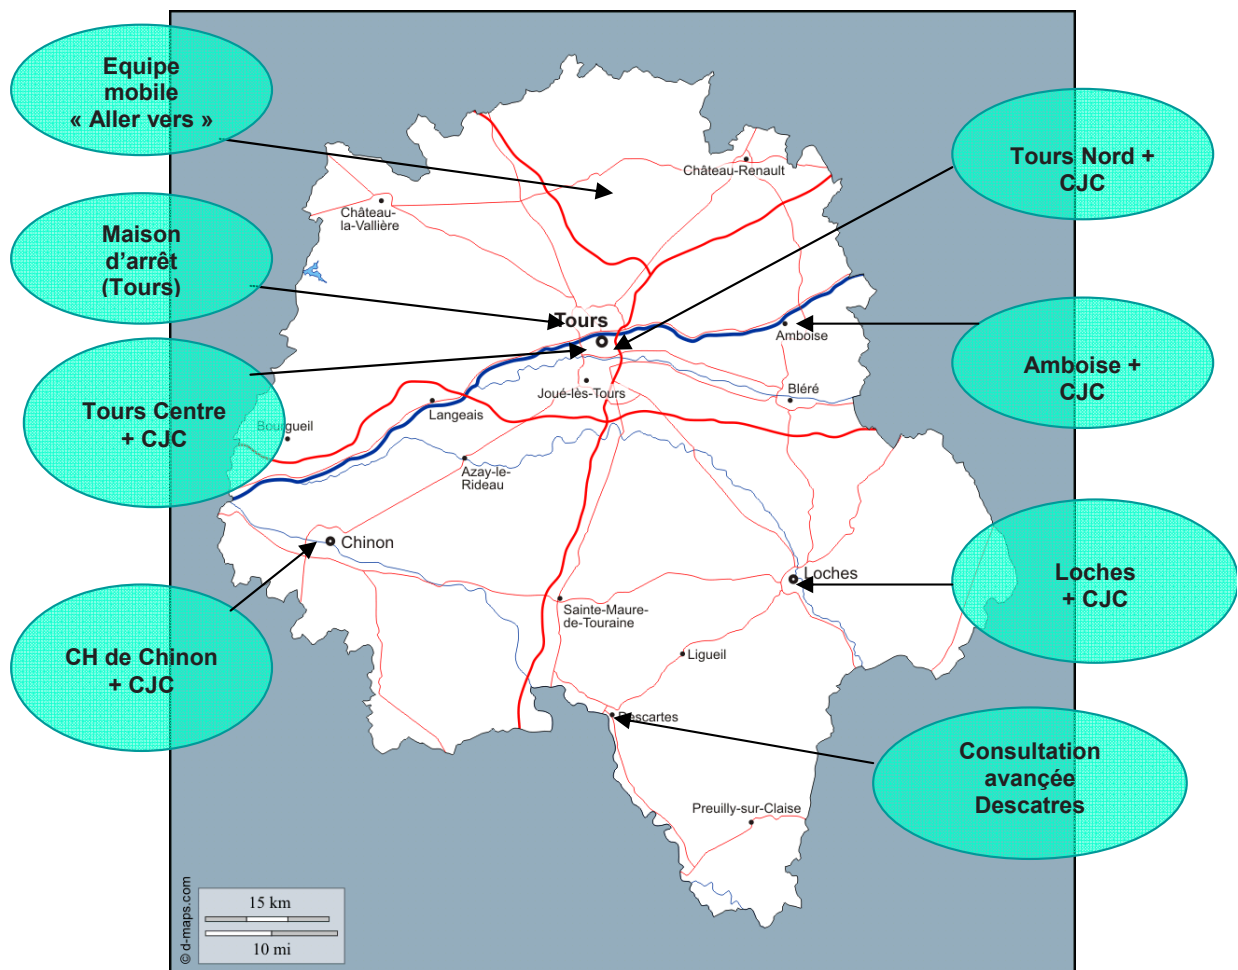 Equipe
mobile
« Aller vers »
Tours Nord +
CJC
Château-Renault
Château-
la-Vallière
Maison
d'arrêt
(Tours)
Tours
Amboise
Amboise +
CJC
Joué-lès-Tours
Bléré
Langeais
Tours Centre
+ CJC
Bourgueil
Azay-le-
Rideau
Chinon
Loches
Loches
+ CJC
Sainte-Maure-
de-Touraine
CH de Chinon
+ CJC
Ligueil
Descartes
Consultation
avançée
Descatres
Preuilly-sur-Claise
15 km
10 mi
© d-maps.com